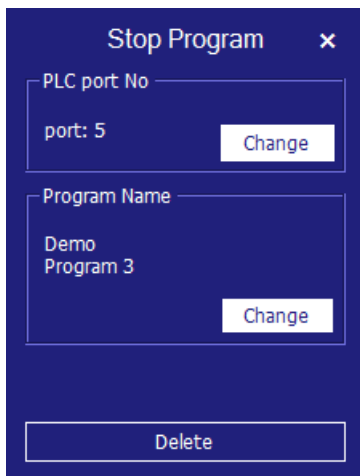 Stop Program ×
PLC port No
port: 5
Change
Program Name
Demo
Program 3
Change
Delete